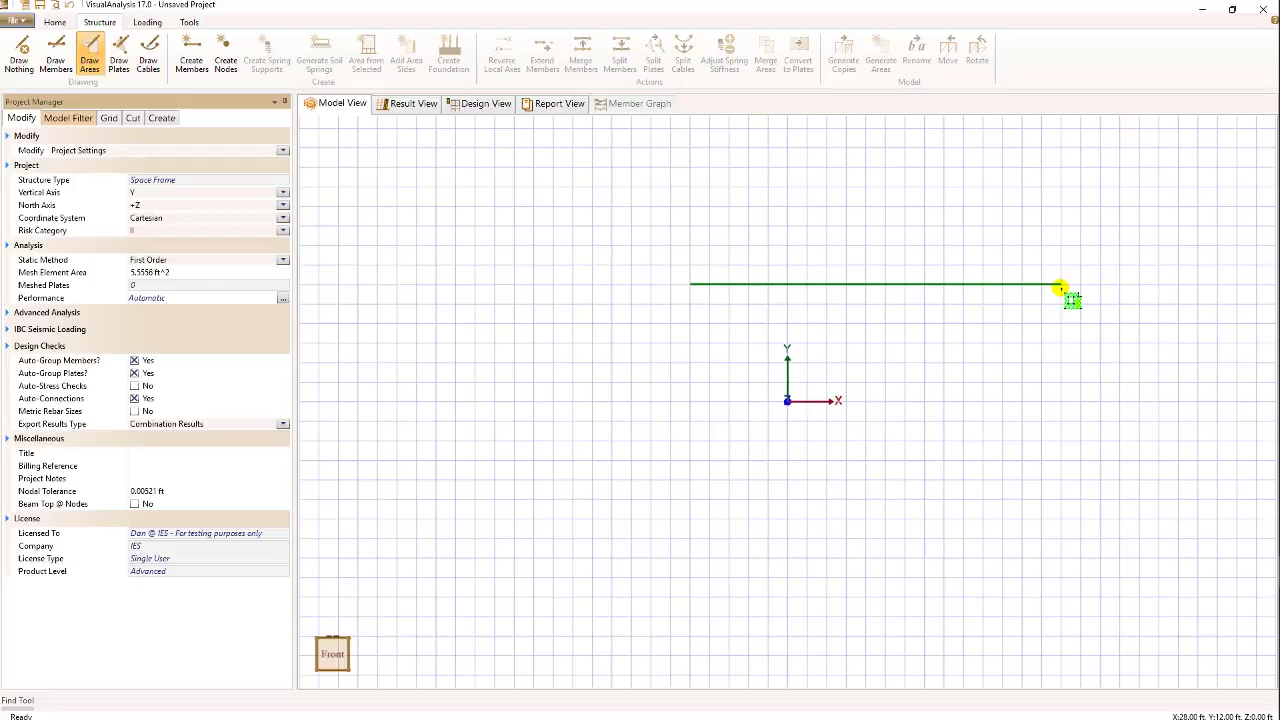 VisualAnalysis 17.0 - Unsaved Project
File Home Structure Loading Tools
Draw Nothing Draw Members Draw Areas Draw Plates Draw Cables Create Members Create Nodes Create Spring Supports Generate Soil Springs Area from Selected Add Area Sides Create Foundation Reverse Local Axes Extend Members Merge Members Split Members Split Plates Split Cables Adjust Spring Stiffness Merge Areas Convert to Plates Generate Copies Generate Areas Rename Move Rotate
Drawing Create Actions Model
Project Manager
Model View Result View Design View Report View Member Graph
Modify Model Filter Grid Cut Create
Modify
Modify Project Settings
Project
Structure Type Space Frame
Vertical Axis Y
North Axis +Z
Coordinate System Cartesian
Risk Category II
Analysis
Static Method First Order
Mesh Element Area 5.5556 ft^2
Meshed Plates 0
Performance Automatic ...
Advanced Analysis
IBC Seismic Loading
Design Checks
Auto-Group Members? Yes
Auto-Group Plates? Yes
Auto-Stress Checks No
Auto-Connections Yes
Metric Rebar Sizes No
Export Results Type Combination Results
Miscellaneous
Title
Billing Reference
Project Notes
Nodal Tolerance 0.00521 ft
Beam Top @ Nodes No
License
Licensed To Dan @ IES - For testing purposes only
Company IES
License Type Single User
Product Level Advanced
Y
Z X
Front
Find Tool
Ready X:28.00 ft; Y:12.00 ft; Z:0.00 ft